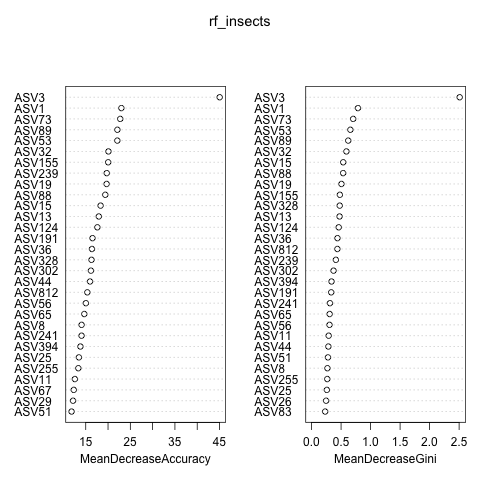 rf_insects
ASV3
ASV1
ASV73
ASV89
ASV53
ASV32
ASV155
ASV239
ASV19
ASV88
ASV15
ASV13
ASV124
ASV191
ASV36
ASV328
ASV302
ASV44
ASV812
ASV56
ASV65
ASV8
ASV241
ASV394
ASV25
ASV255
ASV11
ASV67
ASV29
ASV51
15 25 35 45
MeanDecreaseAccuracy
ASV3
ASV1
ASV73
ASV53
ASV89
ASV32
ASV15
ASV88
ASV19
ASV155
ASV328
ASV13
ASV124
ASV36
ASV812
ASV239
ASV302
ASV394
ASV191
ASV241
ASV65
ASV56
ASV11
ASV44
ASV51
ASV8
ASV255
ASV25
ASV26
ASV83
0.0 0.5 1.0 1.5 2.0 2.5
MeanDecreaseGini